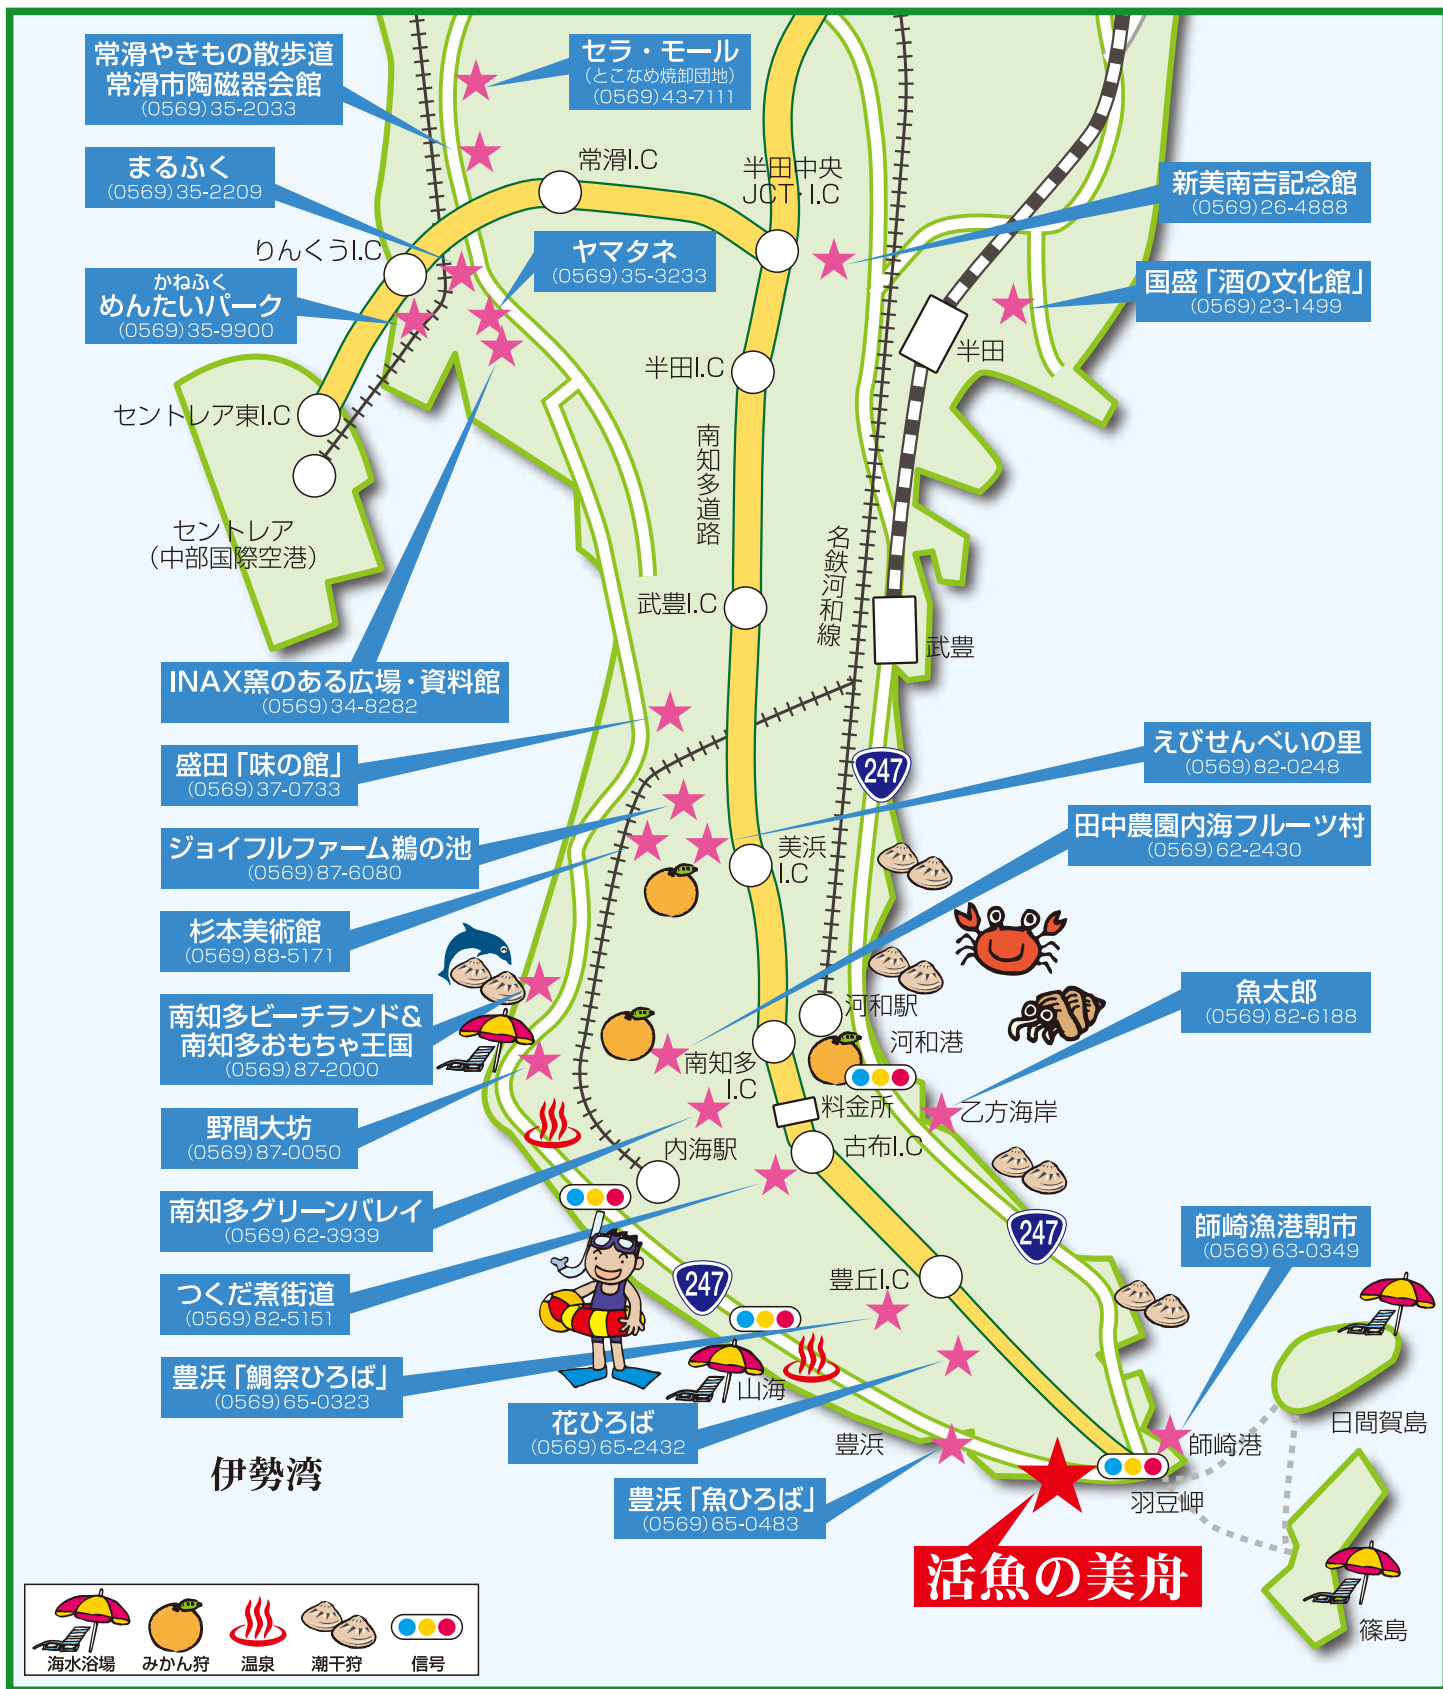 常滑やきもの散歩道
常滑市陶磁器会館
(0569)35-2033
セラ・モール
(とこなめ焼卸団地)
(0569)43-7111
まるふく
(0569)35-2209
常滑I.C
半田中央
JCT・I.C
新美南吉記念館
(0569)26-4888
りんくうI.C
ヤマタネ
(0569)35-3233
かねふく
めんたいパーク
(0569)35-9900
国盛「酒の文化館」
(0569)23-1499
半田
半田I.C
セントレア東I.C
南知多道路
セントレア
(中部国際空港)
名鉄河和線
武豊I.C
武豊
INAX窯のある広場・資料館
(0569)34-8282
盛田「味の館」
(0569)37-0733
えびせんべいの里
(0569)82-0248
247
田中農園内海フルーツ村
(0569)62-2430
ジョイフルファーム鵜の池
(0569)87-6080
美浜
I.C
杉本美術館
(0569)88-5171
南知多ビーチランド&
南知多おもちゃ王国
(0569)87-2000
魚太郎
(0569)82-6188
河和駅
河和港
南知多
I.C
料金所
乙方海岸
野間大坊
(0569)87-0050
内海駅
古布I.C
南知多グリーンバレイ
(0569)62-3939
247
師崎漁港朝市
(0569)63-0349
つくだ煮街道
(0569)82-5151
247
豊丘I.C
豊浜「鯛祭ひろば」
(0569)65-0323
山海
花ひろば
(0569)65-2432
豊浜
師崎港
日間賀島
伊勢湾
豊浜「魚ひろば」
(0569)65-0483
羽豆岬
活魚の美舟
篠島
海水浴場
みかん狩
温泉
潮干狩
信号